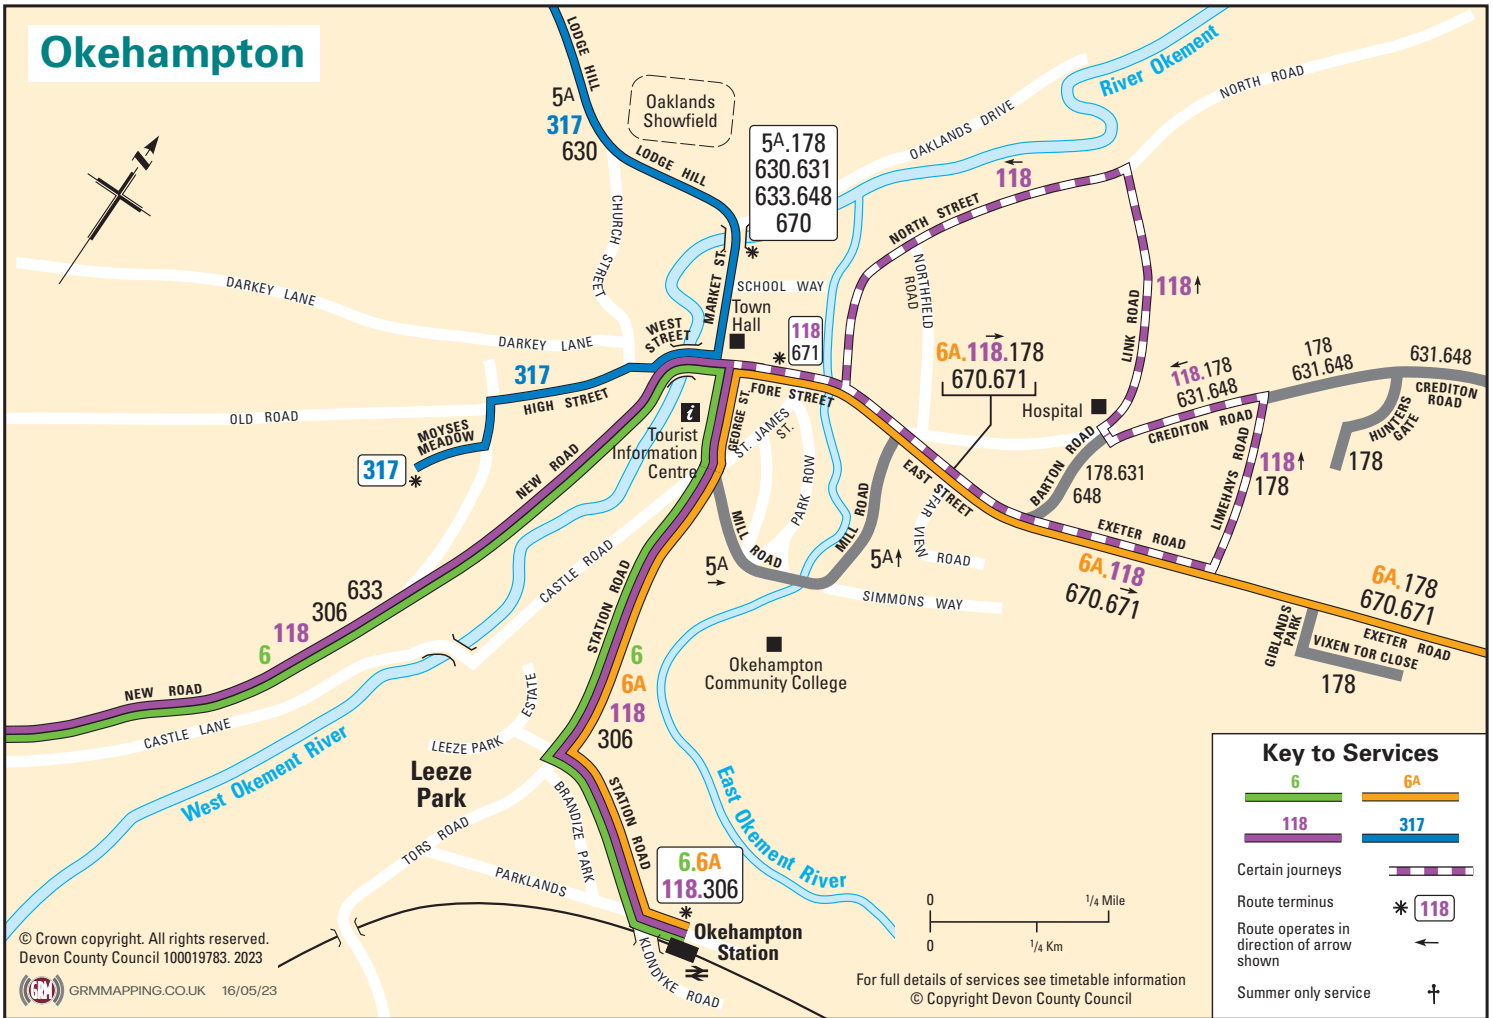 Okehampton
LODGE HILL
5A
317
630
Oaklands
Showfield
LODGE HILL
5A.178
630.631
633.648
670
OAKLANDS DRIVE
River Okement
NORTH ROAD
118
NORTH STREET
CHURCH STREET
NORTHFIELD
ROAD
DARKEY LANE
DARKEY LANE
WEST
STREET
MARKET ST.
SCHOOL WAY
Town
Hall
118
671
118
LINK ROAD
6A.118.178
670.671
118.178
631.648
178
631.648
631.648
CREDITON
ROAD
HUNTERS
GATE
178
317
HIGH STREET
OLD ROAD
MOYSES
MEADOW
317
FORE STREET
GEORGE ST.
ST. JAMES
ST.
i
Tourist
Information
Centre
Hospital
CREDITON ROAD
BARTON ROAD
178.631
648
LIMEHAYS ROAD
118
178
NEW ROAD
PARK ROW
MILL ROAD
MILL ROAD
EAST STREET
FAR
VIEW
ROAD
EXETER ROAD
6A.118
670.671
6A.178
670.671
EXETER ROAD
GIBLANDS
PARK
VIXEN TOR CLOSE
178
5A
5A
SIMMONS WAY
CASTLE ROAD
STATION ROAD
633
306
118
6
Okehampton
Community College
6
6A
118
306
NEW ROAD
CASTLE LANE
West Okement River
LEEZE PARK
ESTATE
Leeze
Park
BRANDIZE PARK
STATION ROAD
East Okement River
TORS ROAD
PARKLANDS
6.6A
118.306
Okehampton
Station
KLONDYKE ROAD
0
1/4 Mile
0
1/4 Km
For full details of services see timetable information
© Copyright Devon County Council
© Crown copyright. All rights reserved.
Devon County Council 100019783. 2023
GRM
GRMMAPPING.CO.UK 16/05/23
Key to Services
6
6A
118
317
Certain journeys
Route terminus
118
Route operates in
direction of arrow
shown
Summer only service
N